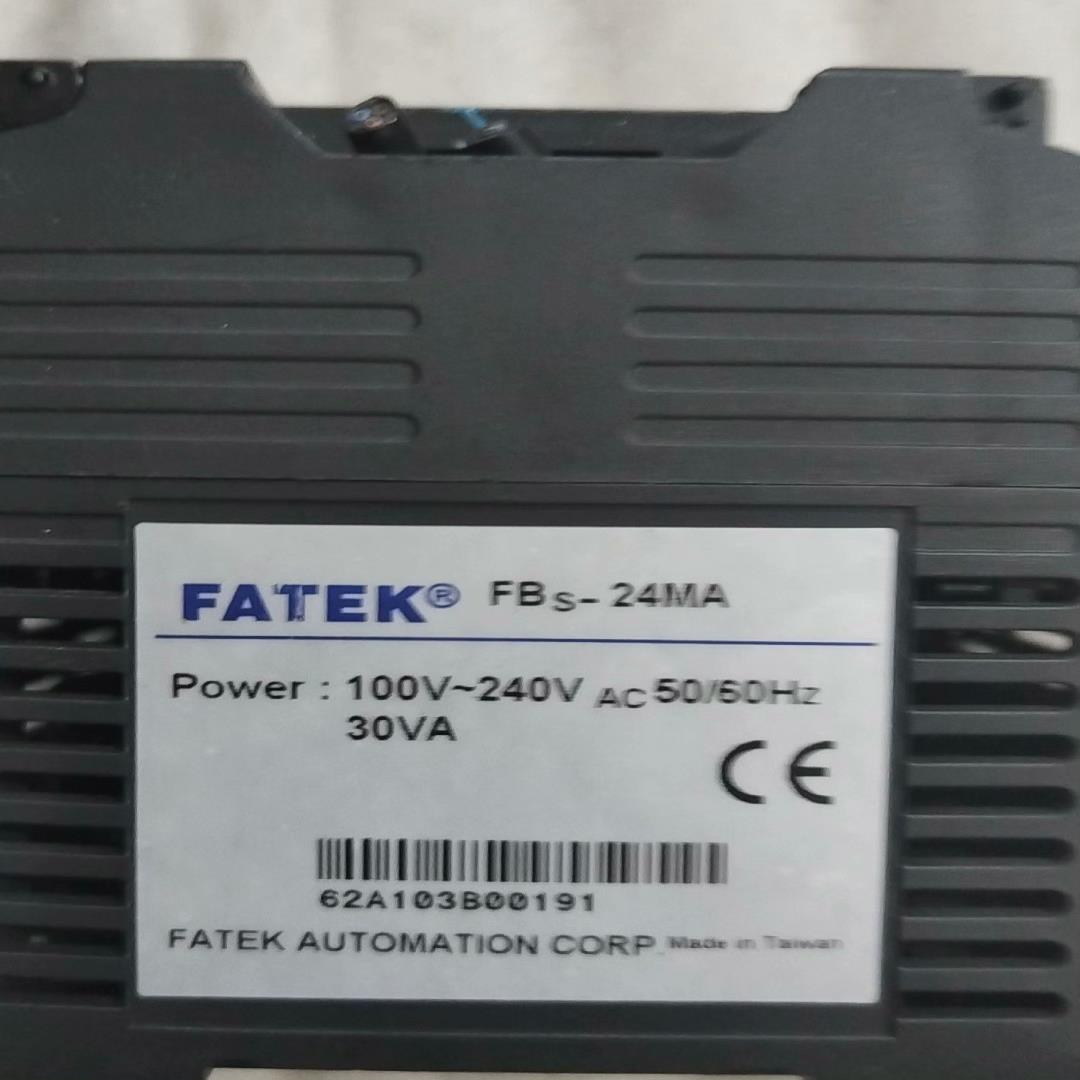 FATEK® FBs-24MA
Power : 100V~240V AC 50/60Hz
30VA
CE
62A103B00191
FATEK AUTOMATION CORP. Made in Taiwan